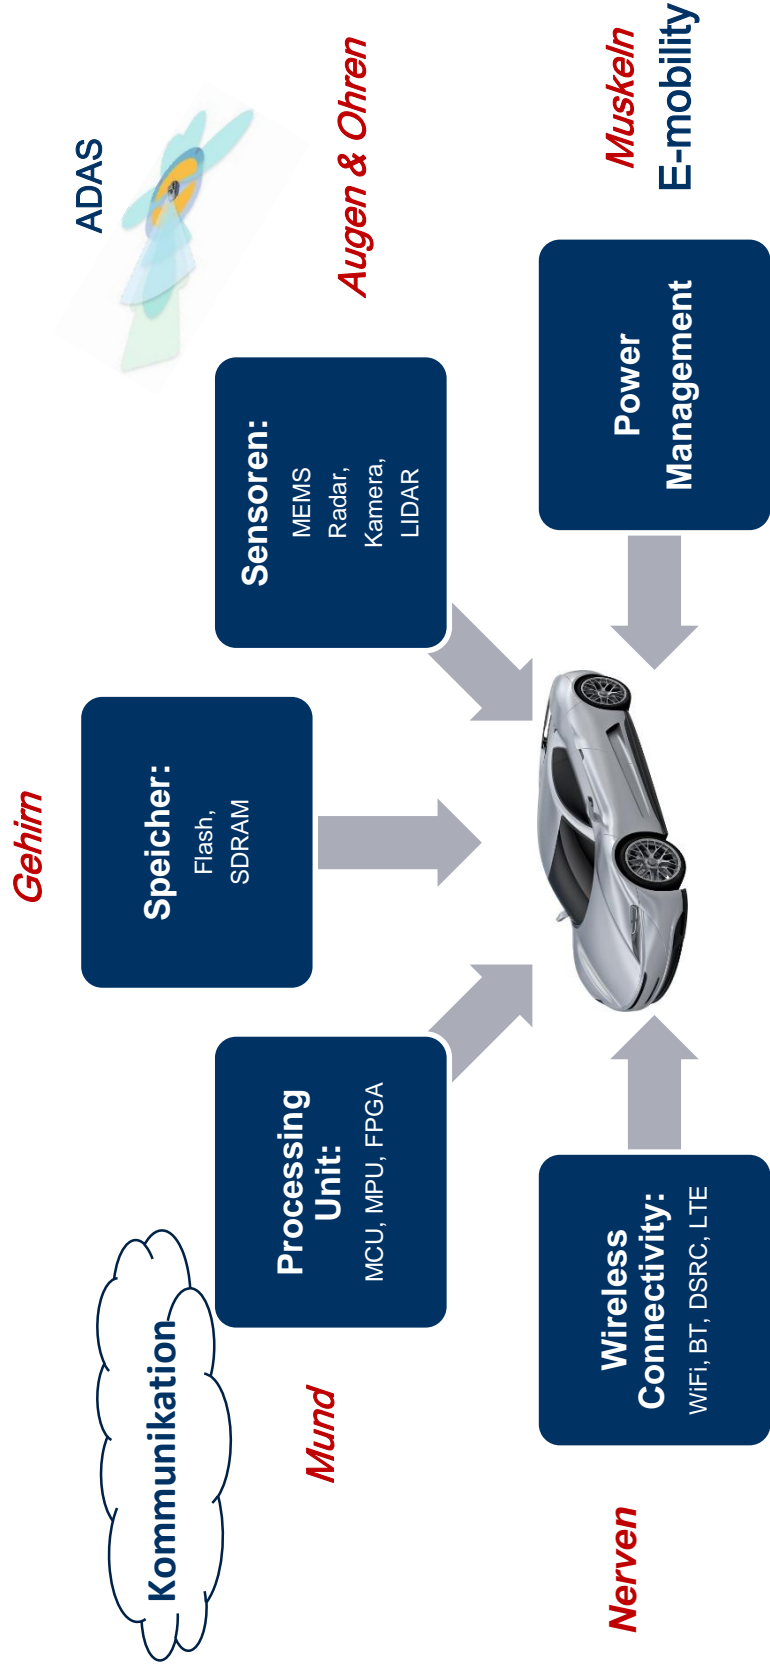 Gehirn
ADAS
Kommunikation
Speicher:
Flash,
SDRAM
Augen & Ohren
Mund
Processing
Unit:
MCU, MPU, FPGA
Sensoren:
MEMS
Radar,
Kamera,
LIDAR
Nerven
Wireless
Connectivity:
WiFi, BT, DSRC, LTE
Power
Management
Muskeln
E-mobility